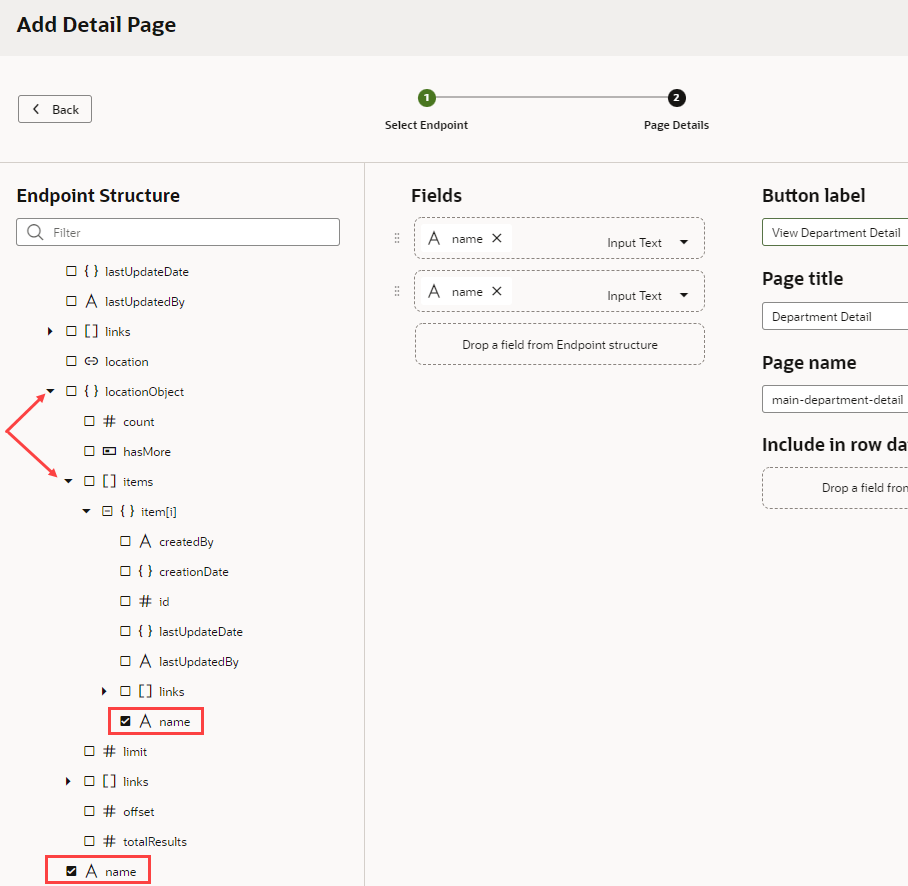 Add Detail Page
Back
1
2
Select Endpoint
Page Details
Endpoint Structure
Filter
{ } lastUpdateDate
A lastUpdatedBy
[ ] links
location
{ } locationObject
# count
hasMore
[ ] items
{ } item[i]
A createdBy
{ } creationDate
# id
{ } lastUpdateDate
A lastUpdatedBy
[ ] links
A name
# limit
[ ] links
# offset
# totalResults
A name
Fields
A name ✕ Input Text
A name ✕ Input Text
Drop a field from Endpoint structure
Button label
View Department Detail
Page title
Department Detail
Page name
main-department-detail
Include in row da
Drop a field fron